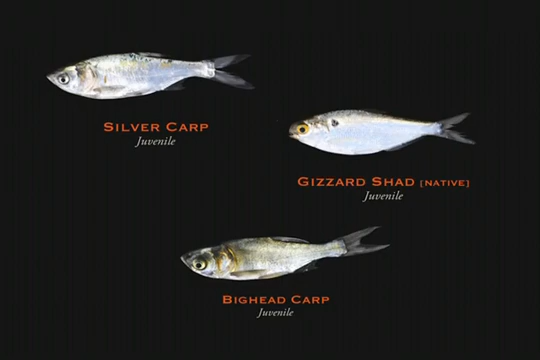 SILVER CARP
Juvenile
GIZZARD SHAD [NATIVE]
Juvenile
BIGHEAD CARP
Juvenile